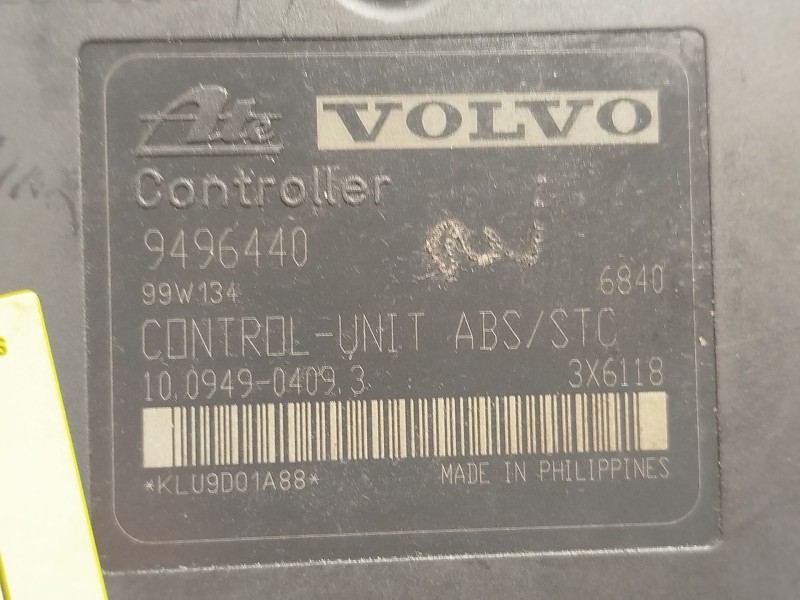 Ate VOLVO
Controller
9496440
99W134 6840
CONTROL-UNIT ABS/STC
10.0949-0409.3 3X6118
*KLU9D01A88* MADE IN PHILIPPINES
s